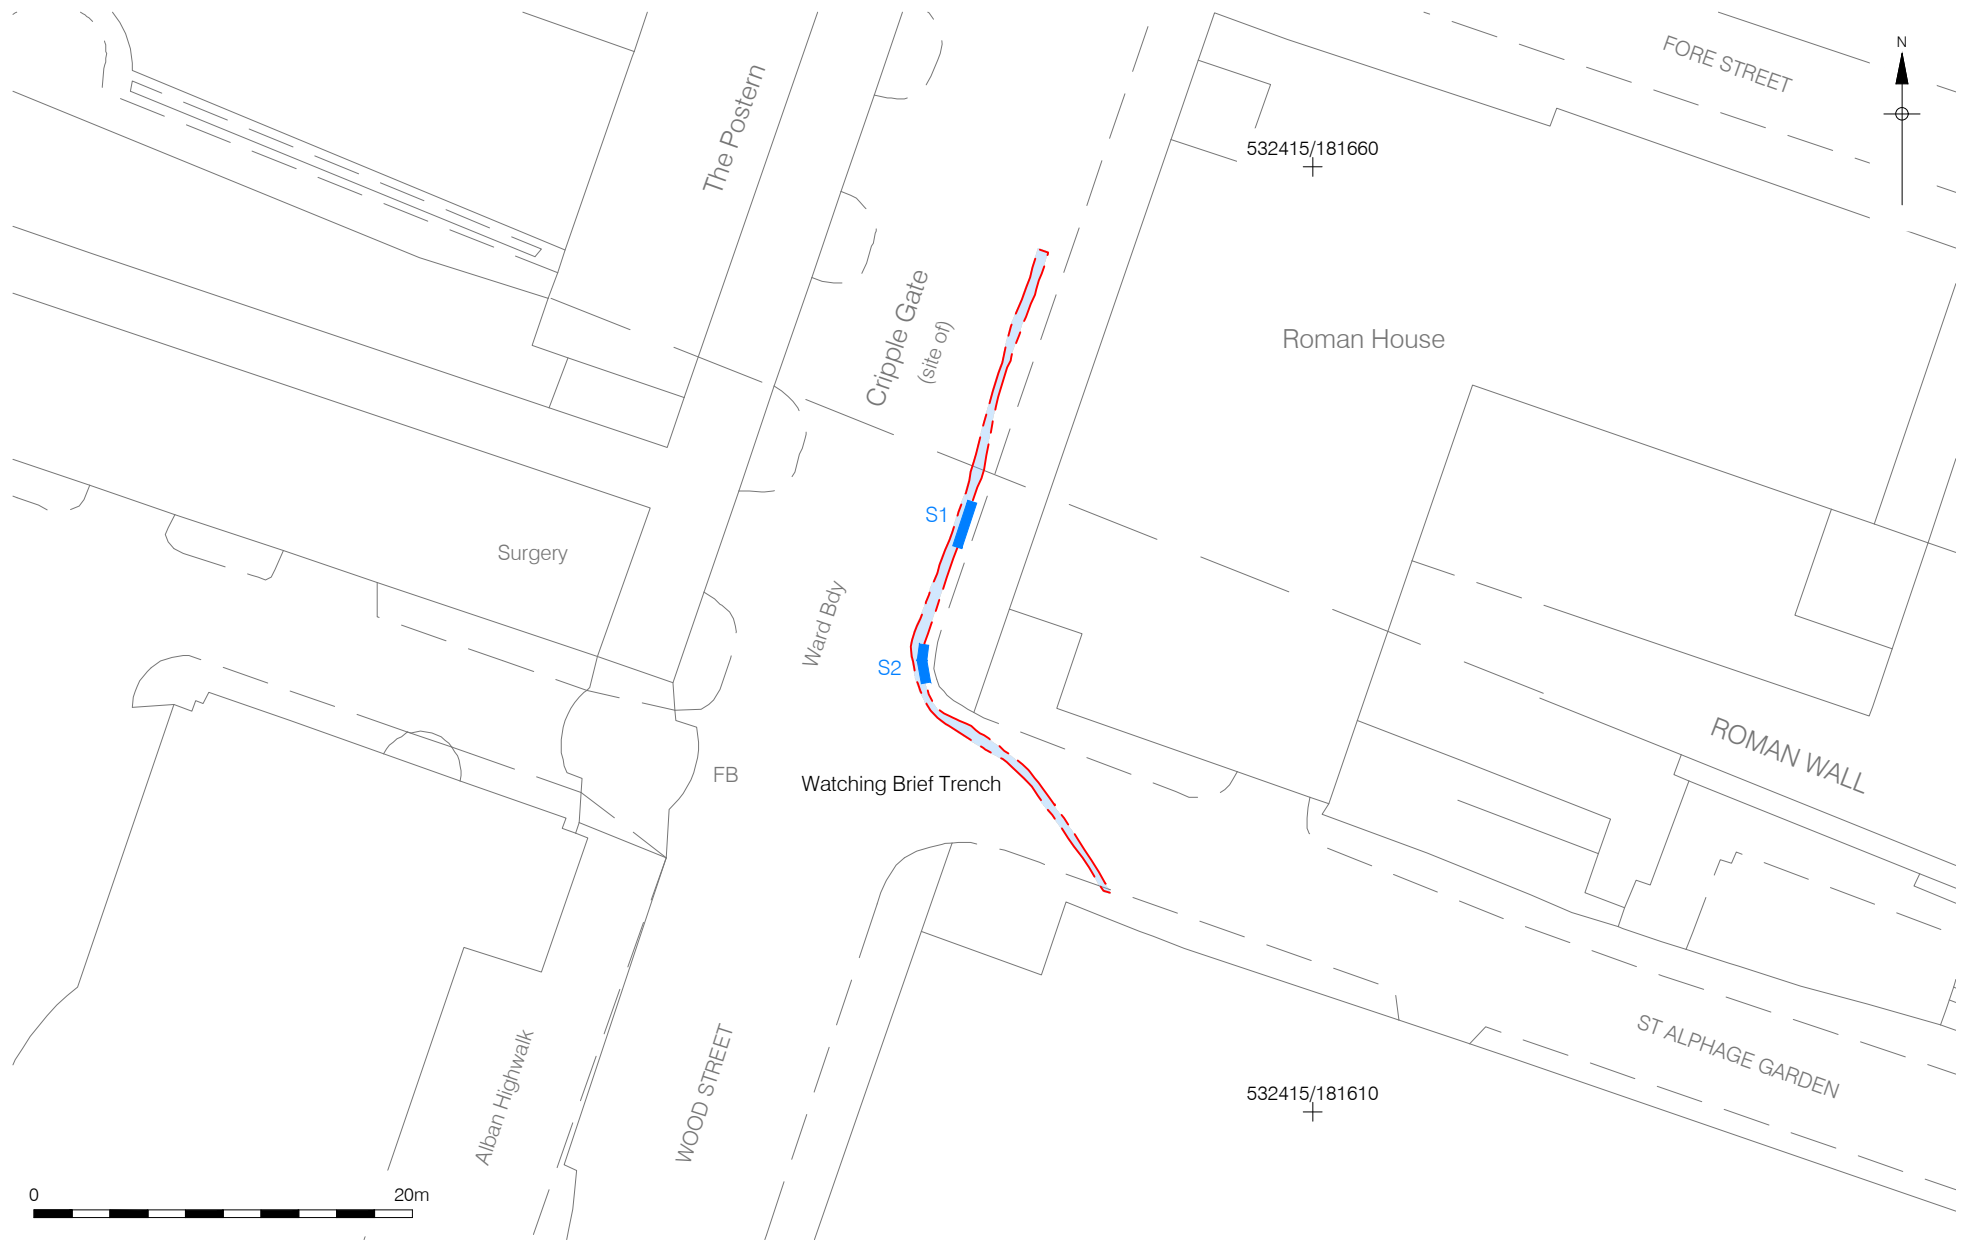 FORE STREET
N
The Postern
532415/181660
Cripple Gate
(site of)
Roman House
S1
Surgery
Ward Bdy
S2
ROMAN WALL
FB
Watching Brief Trench
ST ALPHAGE GARDEN
Alban Highwalk
WOOD STREET
532415/181610
0
20m